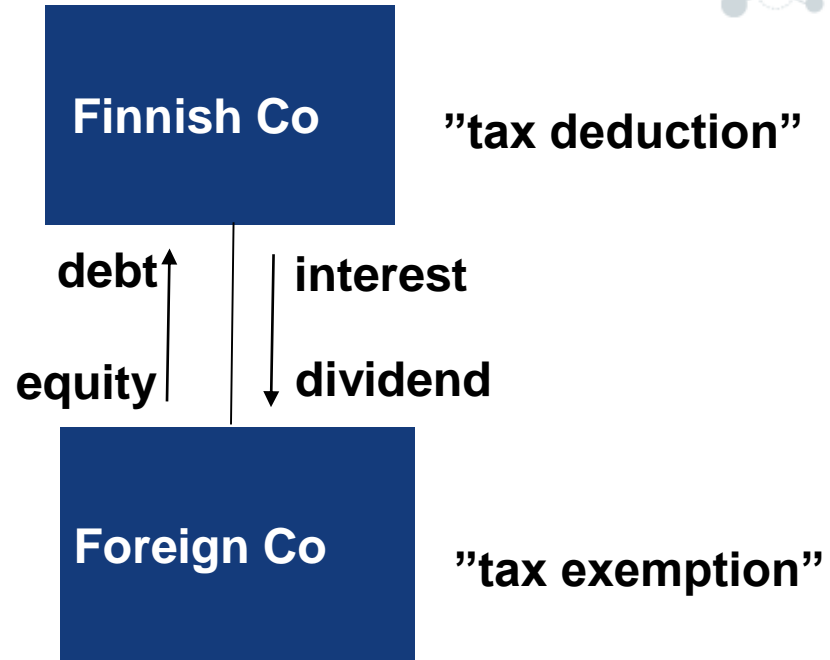 Finnish Co
”tax deduction”
debt
interest
equity
dividend
Foreign Co
”tax exemption”